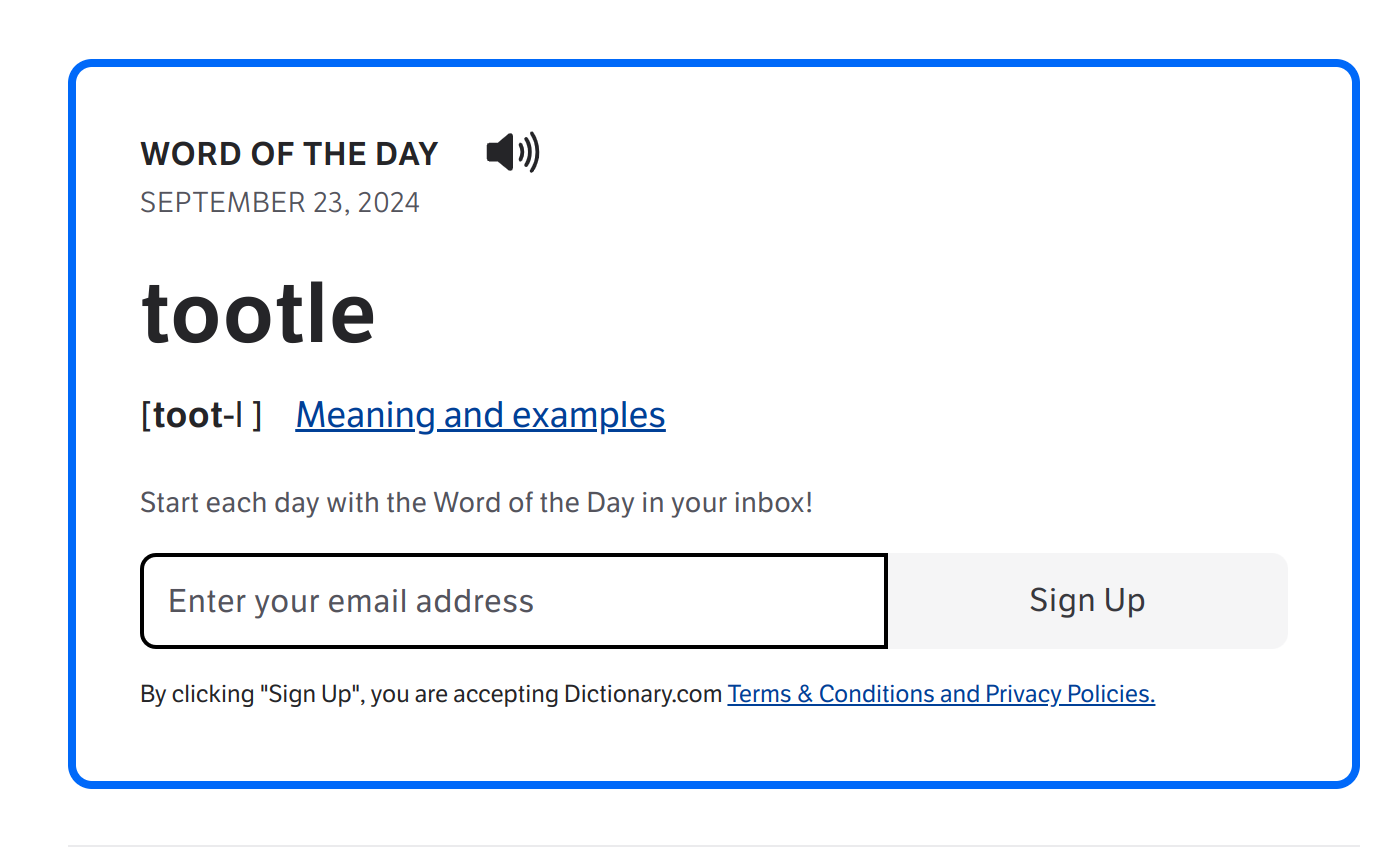 WORD OF THE DAY
SEPTEMBER 23, 2024
tootle
[toot-l ] Meaning and examples
Start each day with the Word of the Day in your inbox!
Enter your email address
Sign Up
By clicking "Sign Up", you are accepting Dictionary.com Terms & Conditions and Privacy Policies.